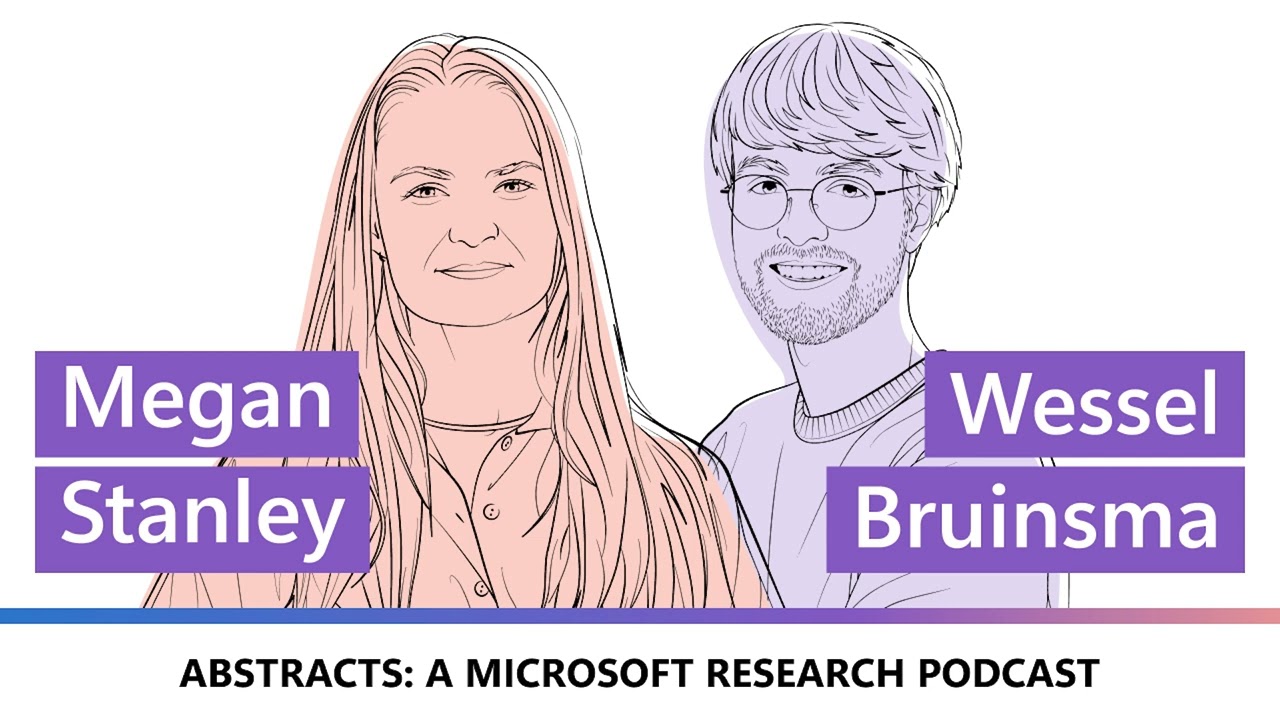 Megan
Stanley
Wessel
Bruinsma
ABSTRACTS: A MICROSOFT RESEARCH PODCAST